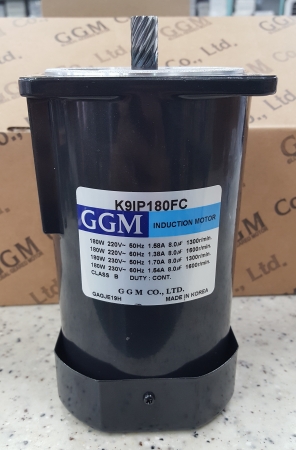 GGM Co., Ltd.
K9IP180FC
GGM INDUCTION MOTOR
180W 220V~ 50Hz 1.68A 8.0㎌ 1300r/min.
180W 220V~ 60Hz 1.38A 8.0㎌ 1600r/min.
180W 230V~ 50Hz 1.70A 8.0㎌ 1300r/min.
180W 230V~ 60Hz 1.64A 8.0㎌ 1600r/min.
CLASS B DUTY : CONT.
G G M CO., LTD.
GAGJE19H MADE IN KOREA